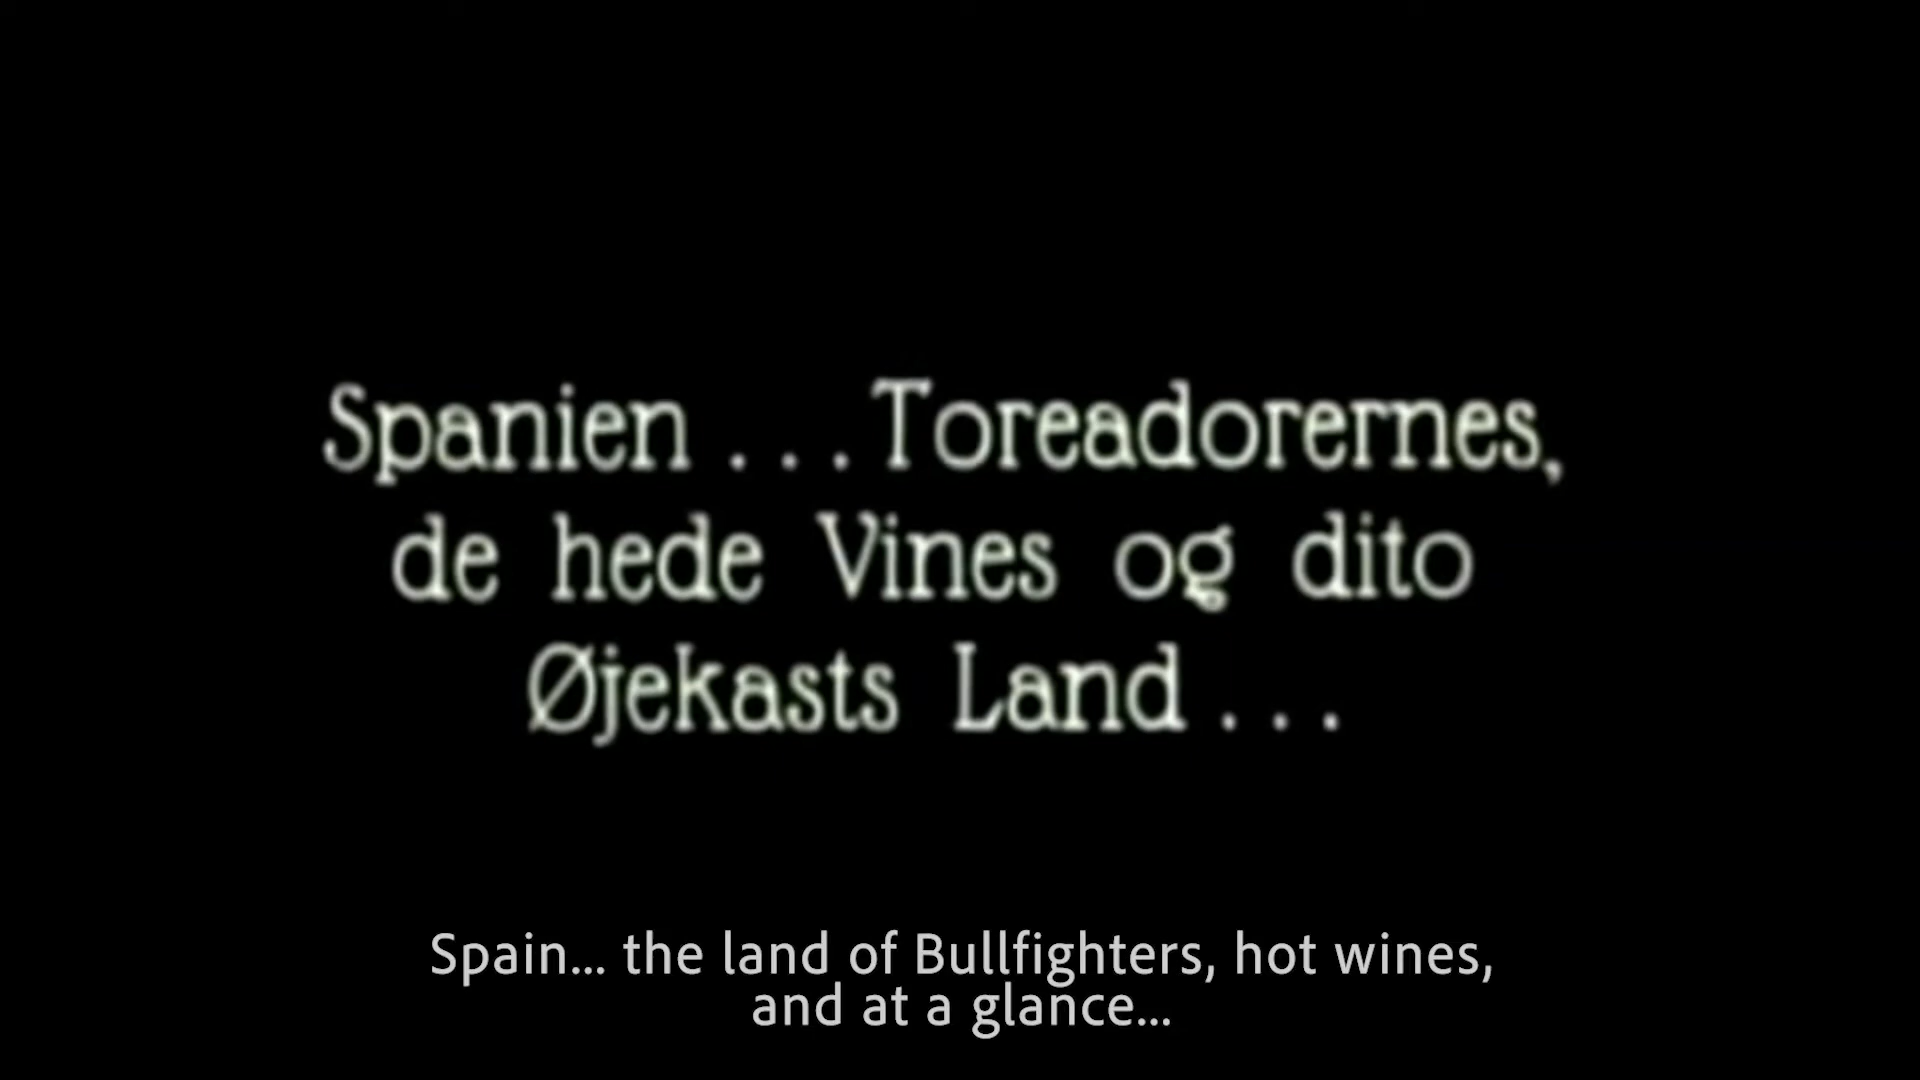 Spanien . . . Toreadorernes,
de hede Vines og dito
Øjekasts Land . . .
Spain... the land of Bullfighters, hot wines,
and at a glance...